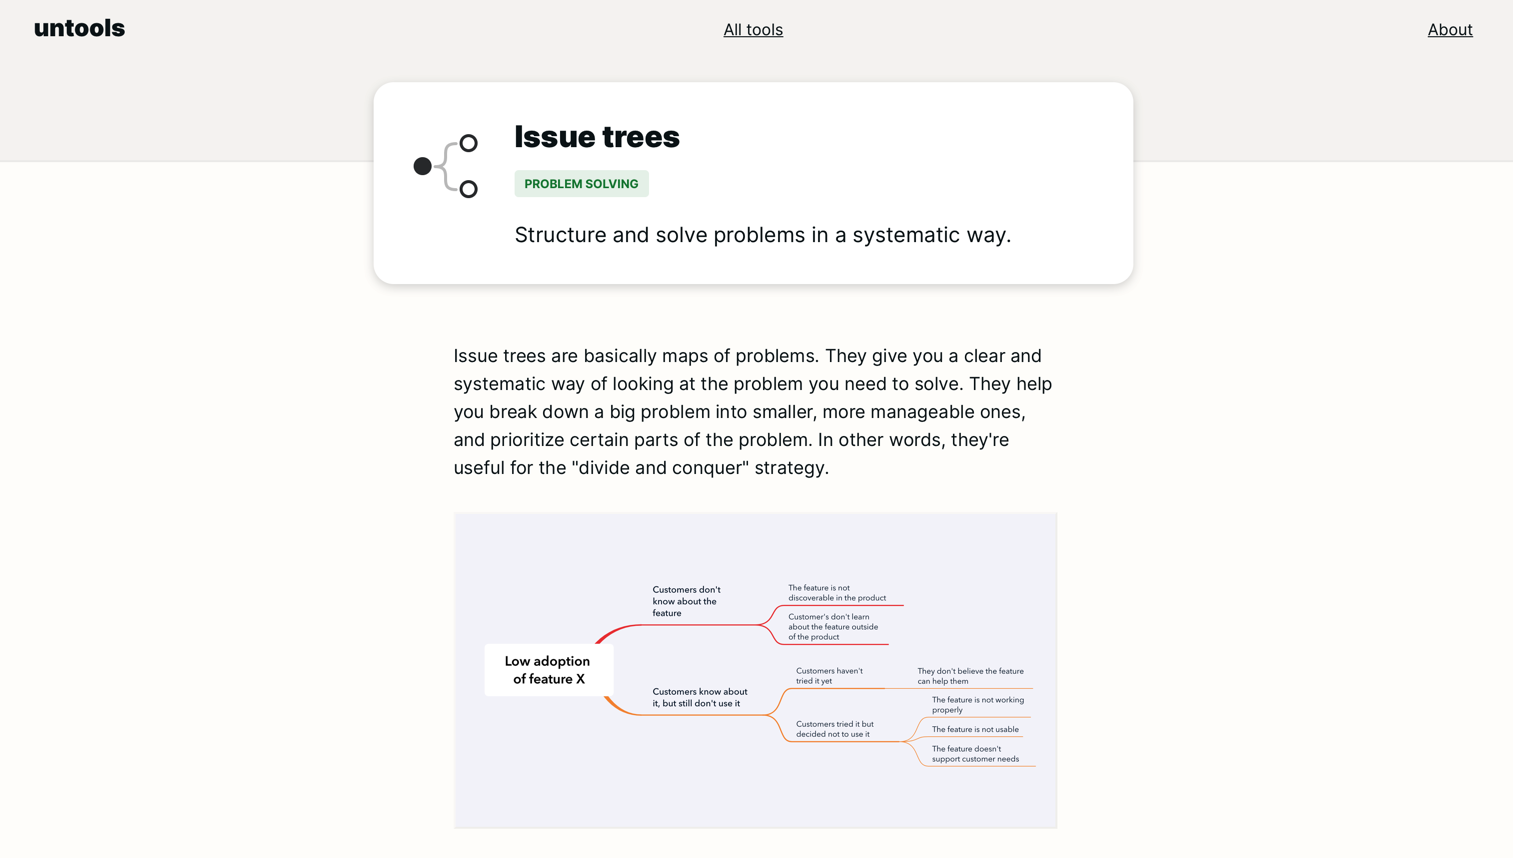 untools
All tools
About
Issue trees
PROBLEM SOLVING
Structure and solve problems in a systematic way.
Issue trees are basically maps of problems. They give you a clear and
systematic way of looking at the problem you need to solve. They help
you break down a big problem into smaller, more manageable ones,
and prioritize certain parts of the problem. In other words, they're
useful for the "divide and conquer" strategy.
Low adoption
of feature X
Customers don't
know about the
feature
The feature is not
discoverable in the product
Customer's don't learn
about the feature outside
of the product
Customers know about
it, but still don't use it
Customers haven't
tried it yet
They don't believe the feature
can help them
Customers tried it but
decided not to use it
The feature is not working
properly
The feature is not usable
The feature doesn't
support customer needs